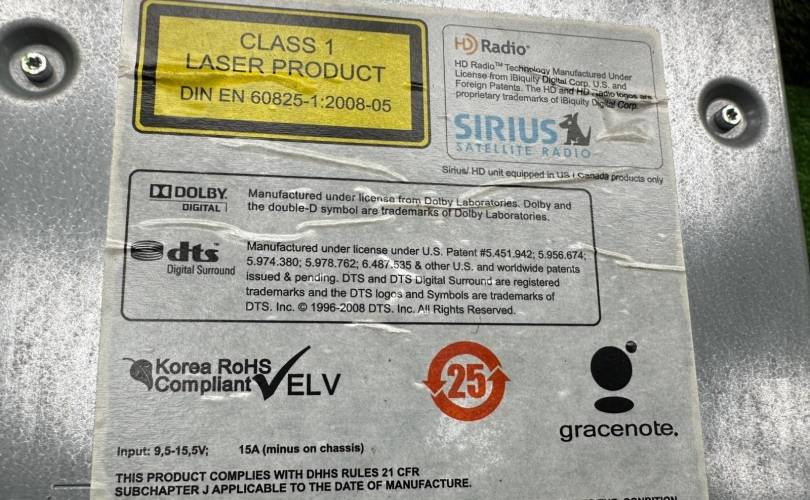 CLASS 1
LASER PRODUCT
DIN EN 60825-1:2008-05
HD Radio®
HD Radio™ Technology Manufactured Under
License from iBiquity Digital Corp. U.S. and
Foreign Patents. The HD and HD Radio logos are
proprietary trademarks of iBiquity Digital Corp.
SIRIUS
SATELLITE RADIO
Sirius/ HD unit equipped in US / Canada products only
DOLBY
DIGITAL
Manufactured under license from Dolby Laboratories. Dolby and
the double-D symbol are trademarks of Dolby Laboratories.
dts
Digital Surround
Manufactured under license under U.S. Patent #5.451.942; 5.956.674;
5.974.380; 5.978.762; 6.487.535 & other U.S. and worldwide patents
issued & pending. DTS and DTS Digital Surround are registered
trademarks and the DTS logos and Symbols are trademarks of
DTS. Inc. © 1996-2008 DTS. Inc. All Rights Reserved.
Korea RoHS
Compliant
ELV
25
gracenote.
Input: 9,5-15,5V; 15A (minus on chassis)
THIS PRODUCT COMPLIES WITH DHHS RULES 21 CFR
SUBCHAPTER J APPLICABLE TO THE DATE OF MANUFACTURE.
CONDITION